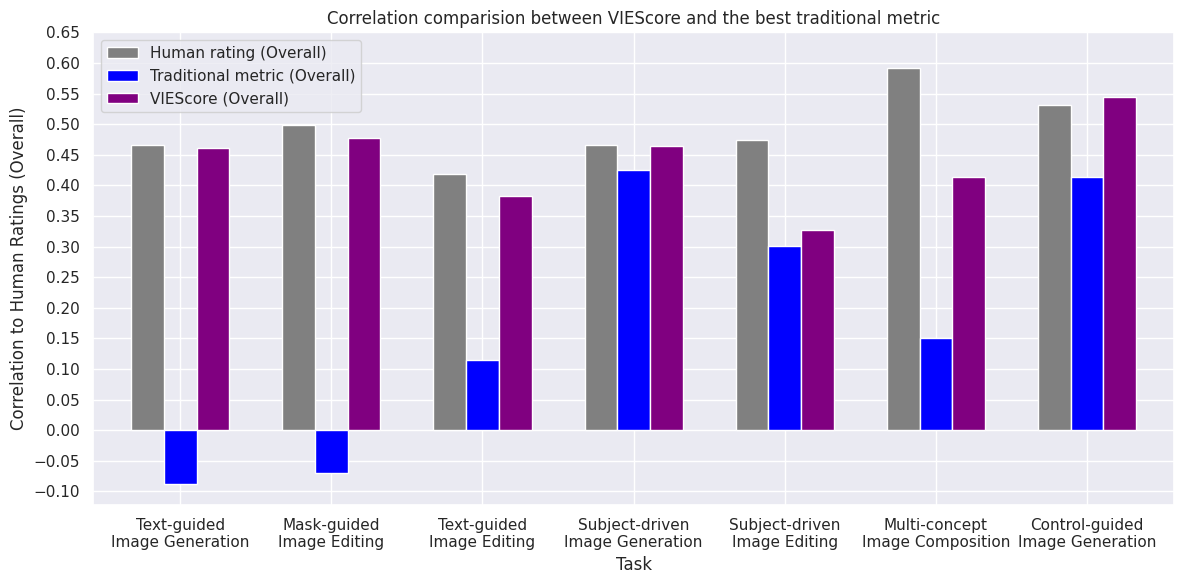 Correlation comparision between VIEScore and the best traditional metric
Human rating (Overall)
Traditional metric (Overall)
VIEScore (Overall)
Correlation to Human Ratings (Overall)
0.65
0.60
0.55
0.50
0.45
0.40
0.35
0.30
0.25
0.20
0.15
0.10
0.05
0.00
−0.05
−0.10
Text-guided
Image Generation
Mask-guided
Image Editing
Text-guided
Image Editing
Subject-driven
Image Generation
Subject-driven
Image Editing
Multi-concept
Image Composition
Control-guided
Image Generation
Task